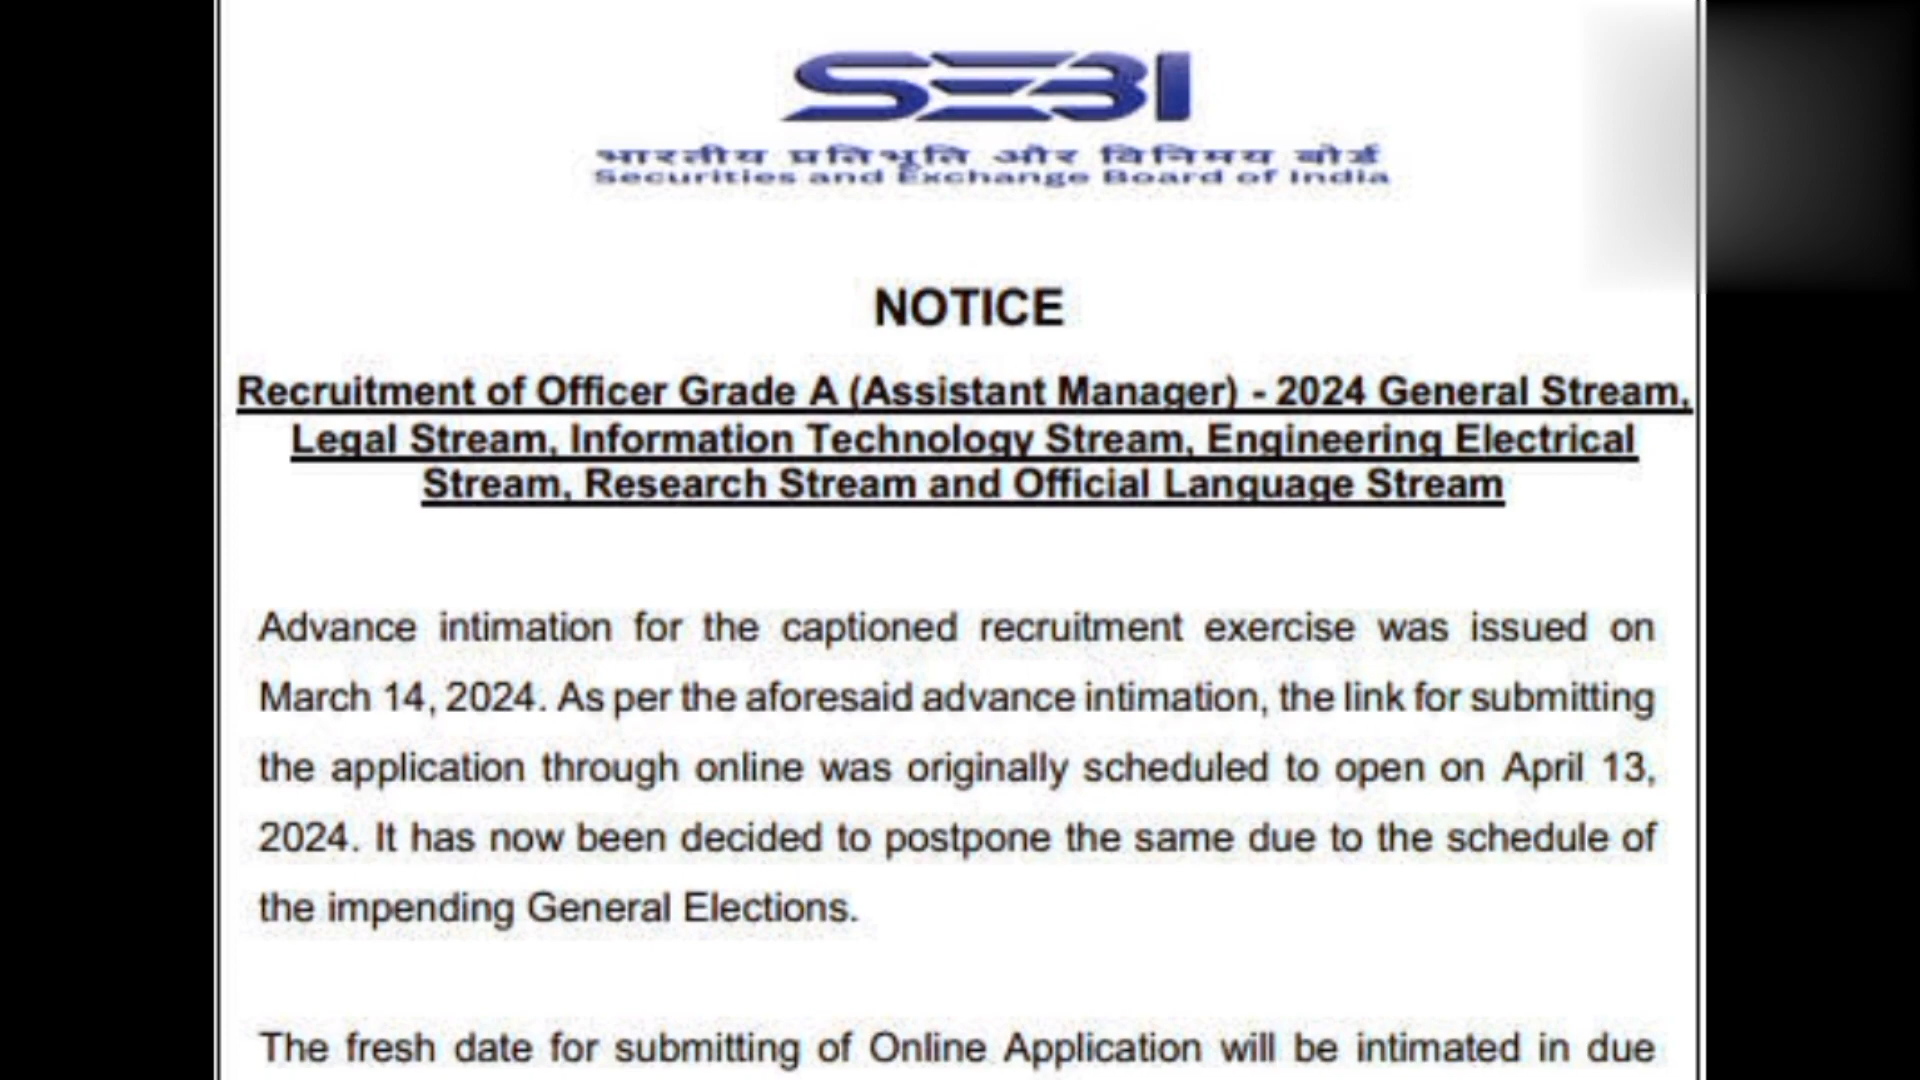 SEBI
भारतीय प्रतिभूति और विनिमय बोर्ड
Securities and Exchange Board of India
NOTICE
Recruitment of Officer Grade A (Assistant Manager) - 2024 General Stream,
Legal Stream, Information Technology Stream, Engineering Electrical
Stream, Research Stream and Official Language Stream
Advance intimation for the captioned recruitment exercise was issued on
March 14, 2024. As per the aforesaid advance intimation, the link for submitting
the application through online was originally scheduled to open on April 13,
2024. It has now been decided to postpone the same due to the schedule of
the impending General Elections.
The fresh date for submitting of Online Application will be intimated in due